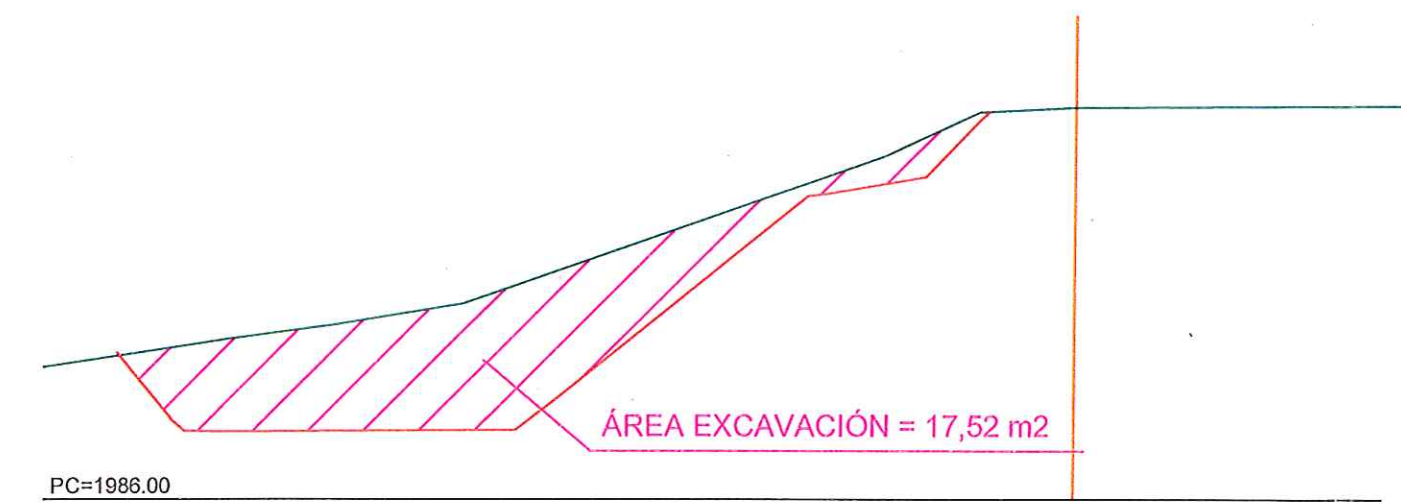 ÁREA EXCAVACIÓN = 17,52 m2
PC=1986.00